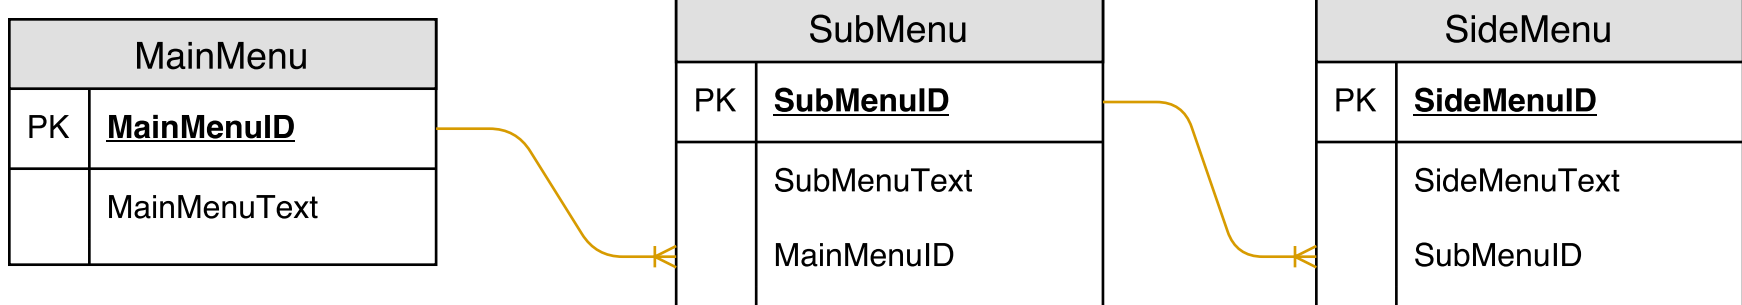 MainMenu
PK MainMenuID
MainMenuText
SubMenu
PK SubMenuID
SubMenuText
MainMenuID
SideMenu
PK SideMenuID
SideMenuText
SubMenuID